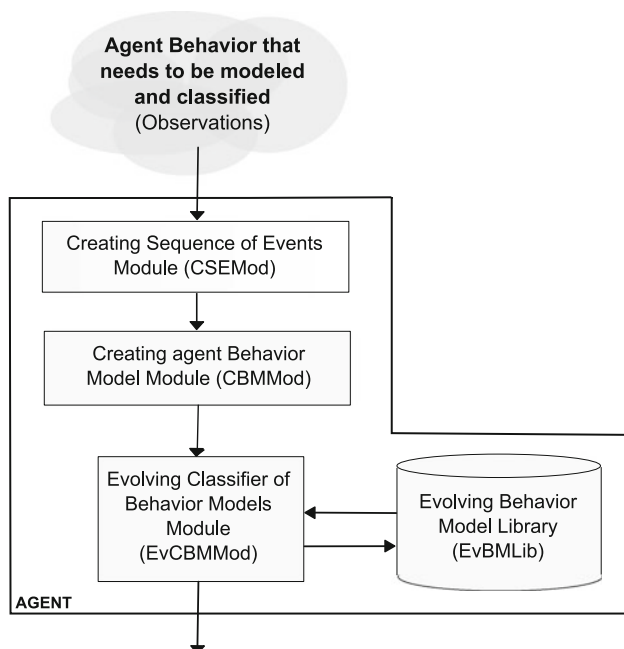 Agent Behavior that
needs to be modeled
and classified
(Observations)
Creating Sequence of Events
Module (CSEMod)
Creating agent Behavior
Model Module (CBMMod)
Evolving Classifier of
Behavior Models
Module
(EvCBMMod)
Evolving Behavior
Model Library
(EvBMLib)
AGENT